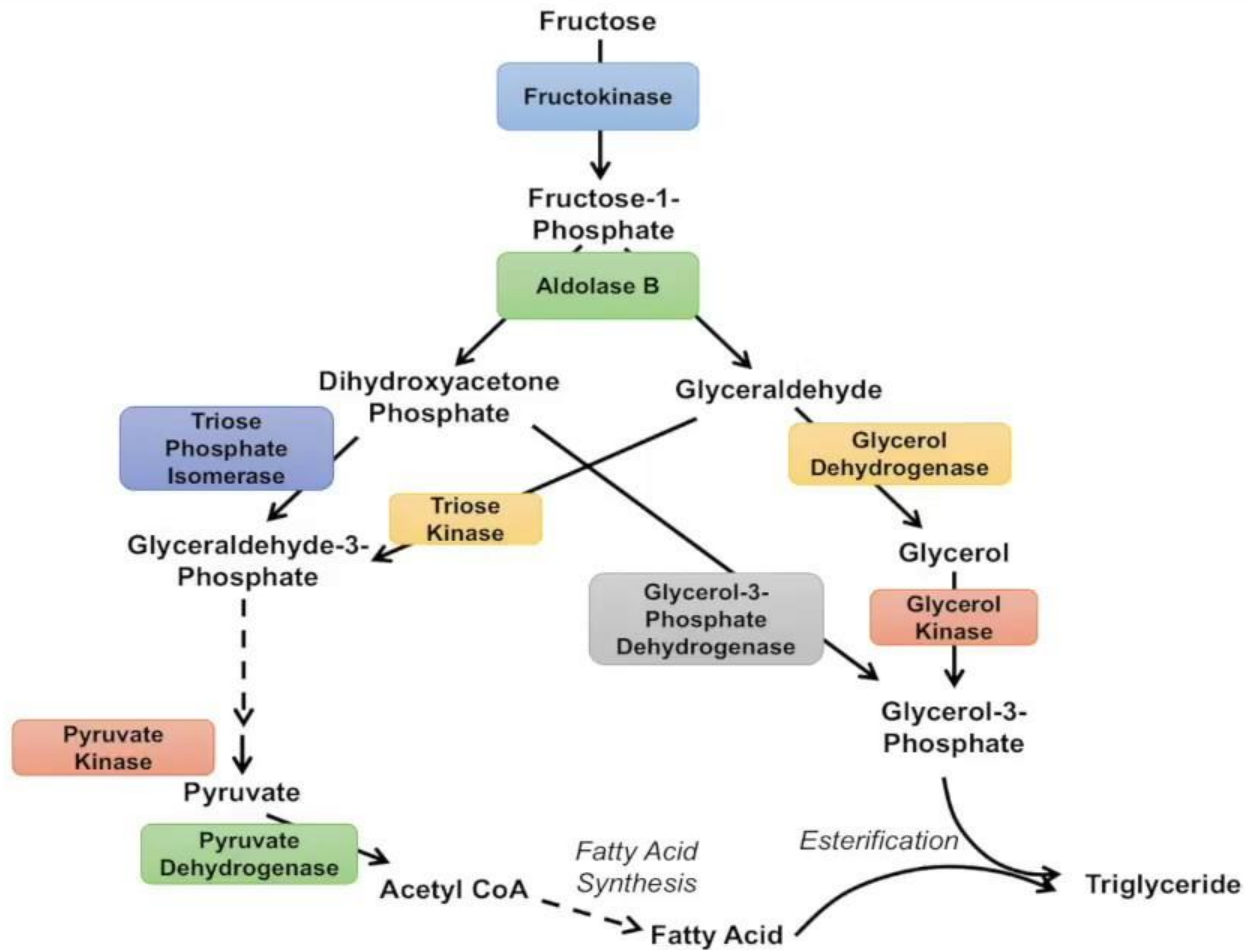 Fructose
Fructokinase
Fructose-1-
Phosphate
Aldolase B
Dihydroxyacetone
Phosphate
Glyceraldehyde
Triose
Phosphate
Isomerase
Glycerol
Dehydrogenase
Triose
Kinase
Glyceraldehyde-3-
Phosphate
Glycerol
Glycerol-3-
Phosphate
Dehydrogenase
Glycerol
Kinase
Glycerol-3-
Phosphate
Pyruvate
Kinase
Pyruvate
Pyruvate
Dehydrogenase
Acetyl CoA
Fatty Acid
Synthesis
Esterification
Fatty Acid
Triglyceride